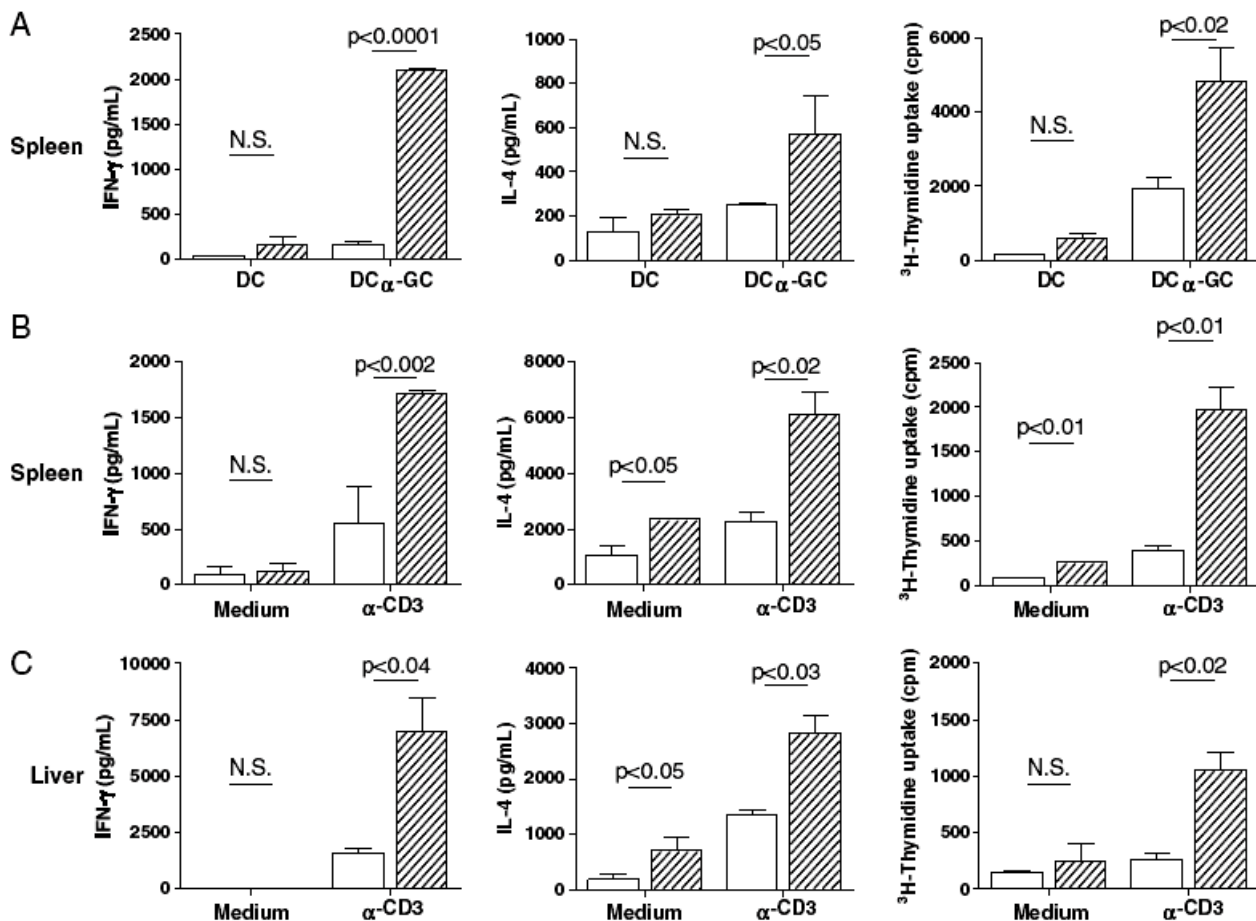 A
Spleen
IFN-γ (pg/mL)
2500
2000
1500
1000
500
0
N.S.
p<0.0001
DC
DCα-GC
IL-4 (pg/mL)
1000
800
600
400
200
0
N.S.
p<0.05
DC
DCα-GC
³H-Thymidine uptake (cpm)
6000
4000
2000
0
N.S.
p<0.02
DC
DCα-GC
B
Spleen
IFN-γ (pg/mL)
2000
1500
1000
500
0
N.S.
p<0.002
Medium
α-CD3
IL-4 (pg/mL)
8000
6000
4000
2000
0
p<0.05
p<0.02
Medium
α-CD3
³H-Thymidine uptake (cpm)
2500
2000
1500
1000
500
0
p<0.01
p<0.01
Medium
α-CD3
C
Liver
IFN-γ (pg/mL)
10000
7500
5000
2500
0
N.S.
p<0.04
Medium
α-CD3
IL-4 (pg/mL)
4000
3000
2000
1000
0
p<0.05
p<0.03
Medium
α-CD3
³H-Thymidine uptake (cpm)
2000
1500
1000
500
0
N.S.
p<0.02
Medium
α-CD3